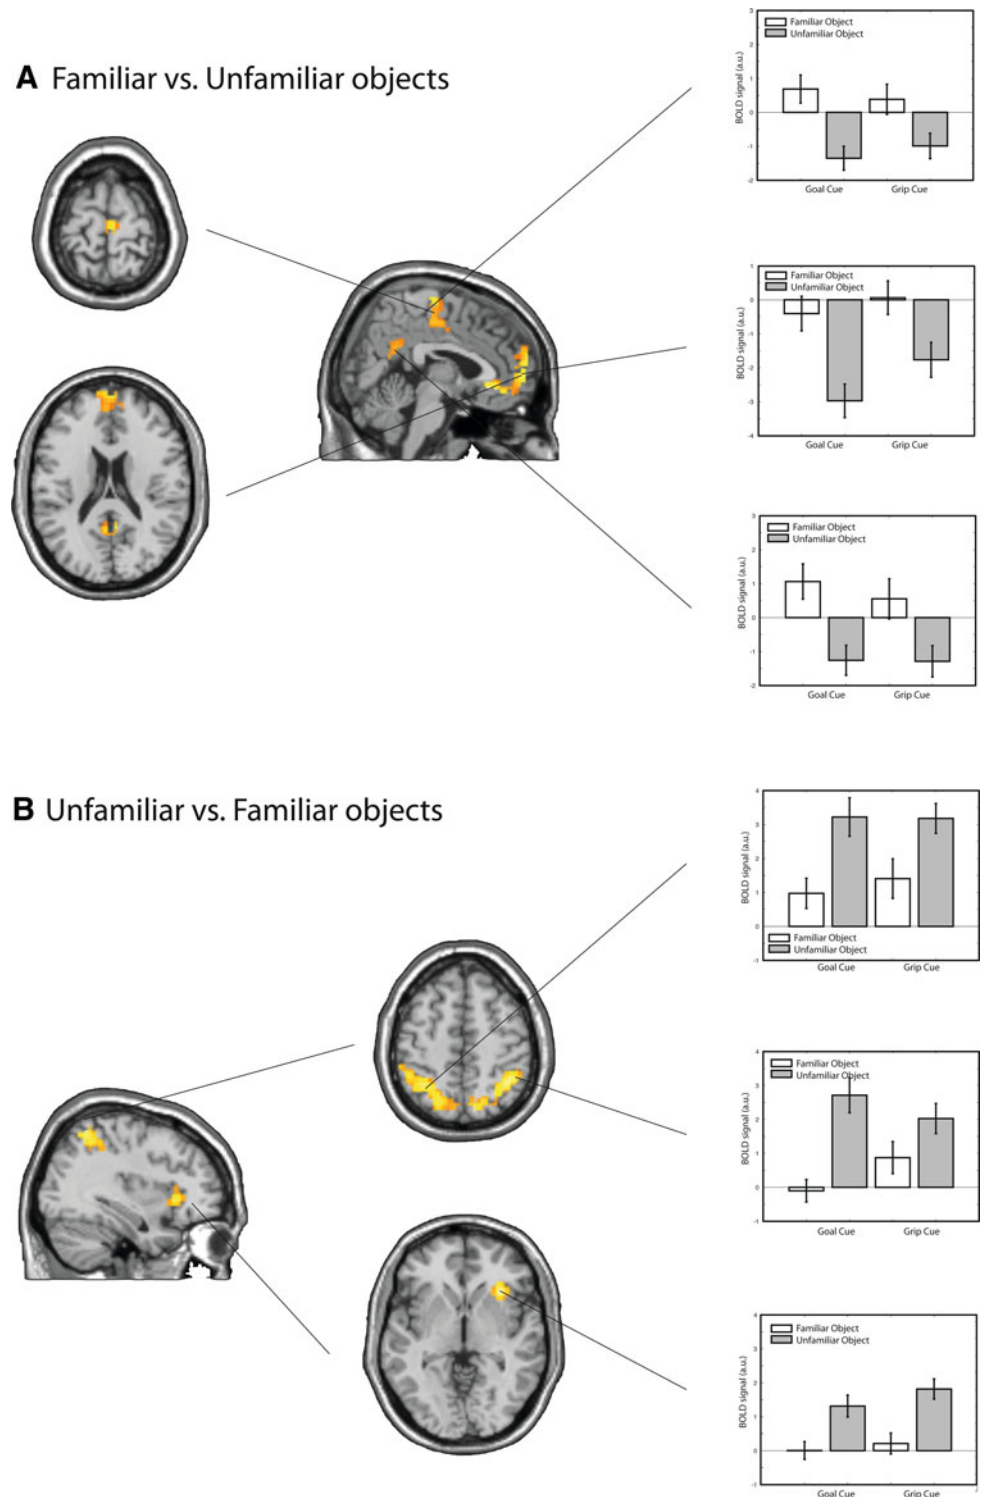 A Familiar vs. Unfamiliar objects
3
2
1
0
-1
-2
BOLD signal (a.u.)
Familiar Object
Unfamiliar Object
Goal Cue Grip Cue
1
0
-1
-2
-3
-4
BOLD signal (a.u.)
Familiar Object
Unfamiliar Object
Goal Cue Grip Cue
3
2
1
0
-1
-2
BOLD signal (a.u.)
Familiar Object
Unfamiliar Object
Goal Cue Grip Cue
B Unfamiliar vs. Familiar objects
4
3
2
1
0
-1
BOLD signal (a.u.)
Familiar Object
Unfamiliar Object
Goal Cue Grip Cue
4
3
2
1
0
-1
BOLD signal (a.u.)
Familiar Object
Unfamiliar Object
Goal Cue Grip Cue
4
3
2
1
0
-1
BOLD signal (a.u.)
Familiar Object
Unfamiliar Object
Goal Cue Grip Cue